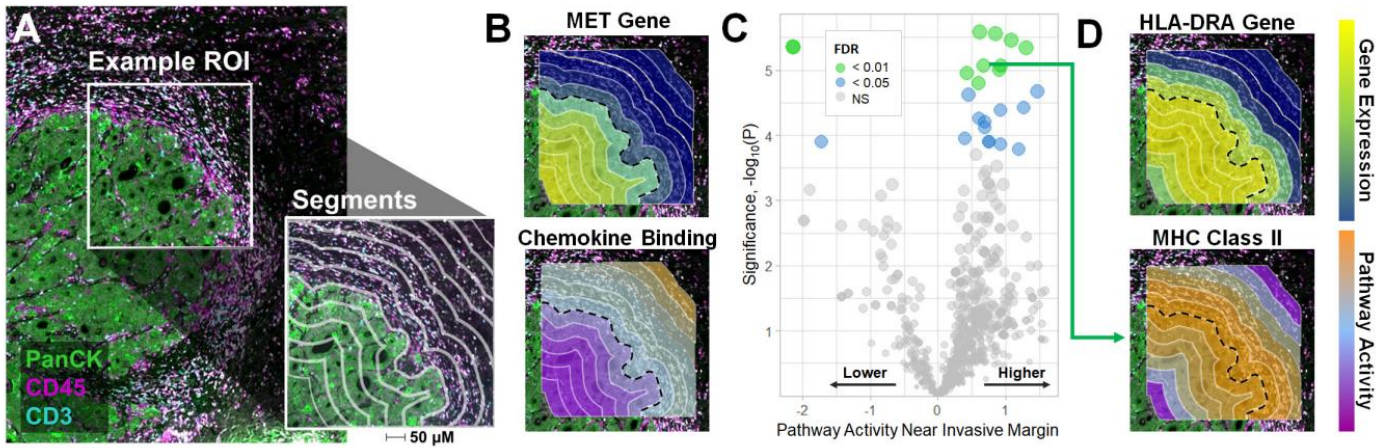 A
Example ROI
Segments
PanCK
CD45
CD3
50 µM
B
MET Gene
Chemokine Binding
C
Significance, -log10(P)
5
4
3
2
1
FDR
< 0.01
< 0.05
NS
Lower
Higher
-2
-1
0
1
Pathway Activity Near Invasive Margin
D
HLA-DRA Gene
MHC Class II
Gene Expression
Pathway Activity